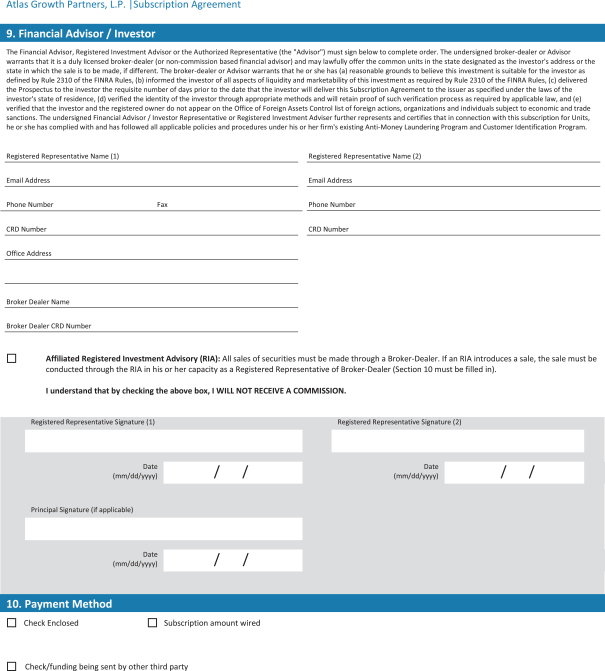 Atlas Growth Partners, L.P. |Subscription Agreement
9. Financial Advisor / Investor
The Financial Advisor, Registered Investment Advisor or the Authorized Representative (the "Advisor") must sign below to complete order. The undersigned broker-dealer or Advisor
warrants that it is a duly licensed broker-dealer (or non-commission based financial advisor) and may lawfully offer the common units in the state designated as the investor's address or the
state in which the sale is to be made, if different. The broker-dealer or Advisor warrants that he or she has (a) reasonable grounds to believe this investment is suitable for the investor as
defined by Rule 2310 of the FINRA Rules, (b) informed the investor of all aspects of liquidity and marketability of this investment as required by Rule 2310 of the FINRA Rules, (c) delivered
the Prospectus to the investor the requisite number of days prior to the date that the investor will deliver this Subscription Agreement to the issuer as specified under the laws of the
investor's state of residence, (d) verified the identity of the investor through appropriate methods and will retain proof of such verification process as required by applicable law, and (e)
verified that the investor and the registered owner do not appear on the Office of Foreign Assets Control list of foreign actions, organizations and individuals subject to economic and trade
sanctions. The undersigned Financial Advisor / Investor Representative or Registered Investment Adviser further represents and certifies that in connection with this subscription for Units,
he or she has complied with and has followed all applicable policies and procedures under his or her firm's existing Anti-Money Laundering Program and Customer Identification Program.
Registered Representative Name (1)
Registered Representative Name (2)
Email Address
Email Address
Phone Number Fax
Phone Number
CRD Number
CRD Number
Office Address
Broker Dealer Name
Broker Dealer CRD Number
Affiliated Registered Investment Advisory (RIA): All sales of securities must be made through a Broker-Dealer. If an RIA introduces a sale, the sale must be
conducted through the RIA in his or her capacity as a Registered Representative of Broker-Dealer (Section 10 must be filled in).
I understand that by checking the above box, I WILL NOT RECEIVE A COMMISSION.
Registered Representative Signature (1)
Registered Representative Signature (2)
Date
(mm/dd/yyyy) / /
Date
(mm/dd/yyyy) / /
Principal Signature (if applicable)
Date
(mm/dd/yyyy) / /
10. Payment Method
Check Enclosed
Subscription amount wired
Check/funding being sent by other third party